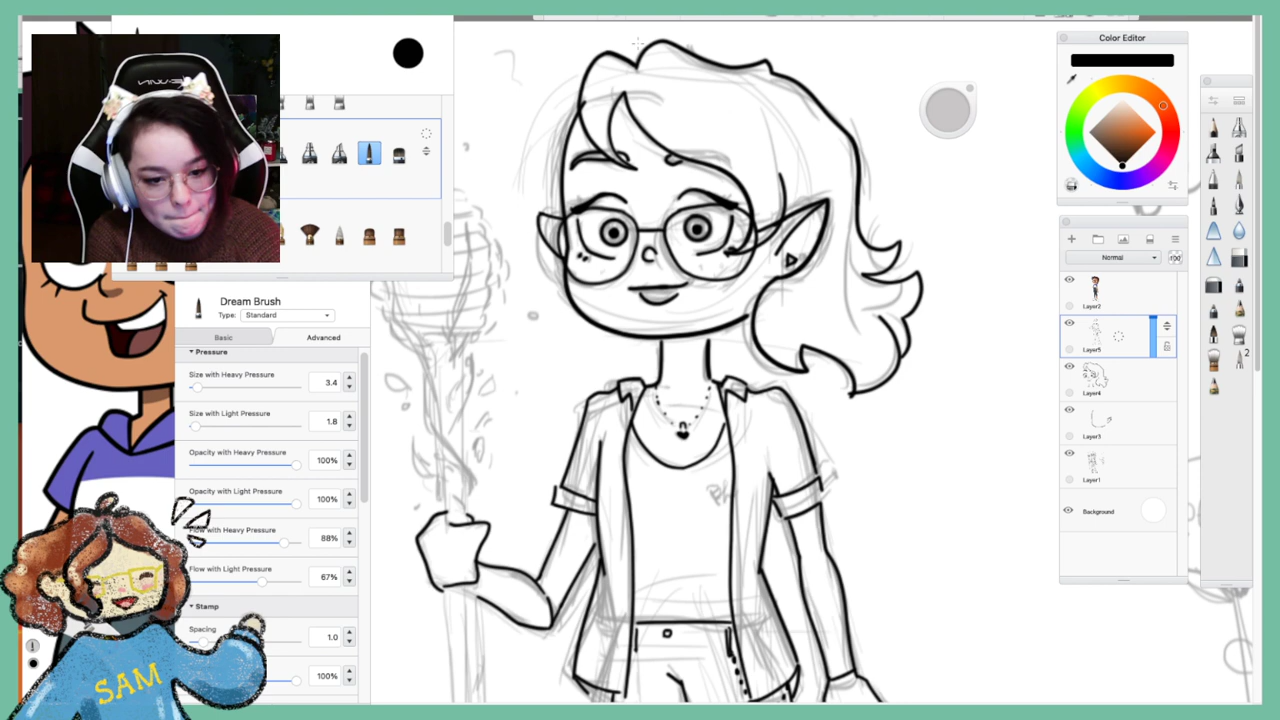 Color Editor
Normal
100
Layer2
Layer5
Layer4
Layer3
Layer1
Background
2
Dream Brush
Type: Standard
Basic
Advanced
Pressure
Size with Heavy Pressure
3.4
Size with Light Pressure
1.8
Opacity with Heavy Pressure
100%
Opacity with Light Pressure
100%
Flow with Heavy Pressure
88%
Flow with Light Pressure
67%
Stamp
Spacing
1.0
100%
SAM